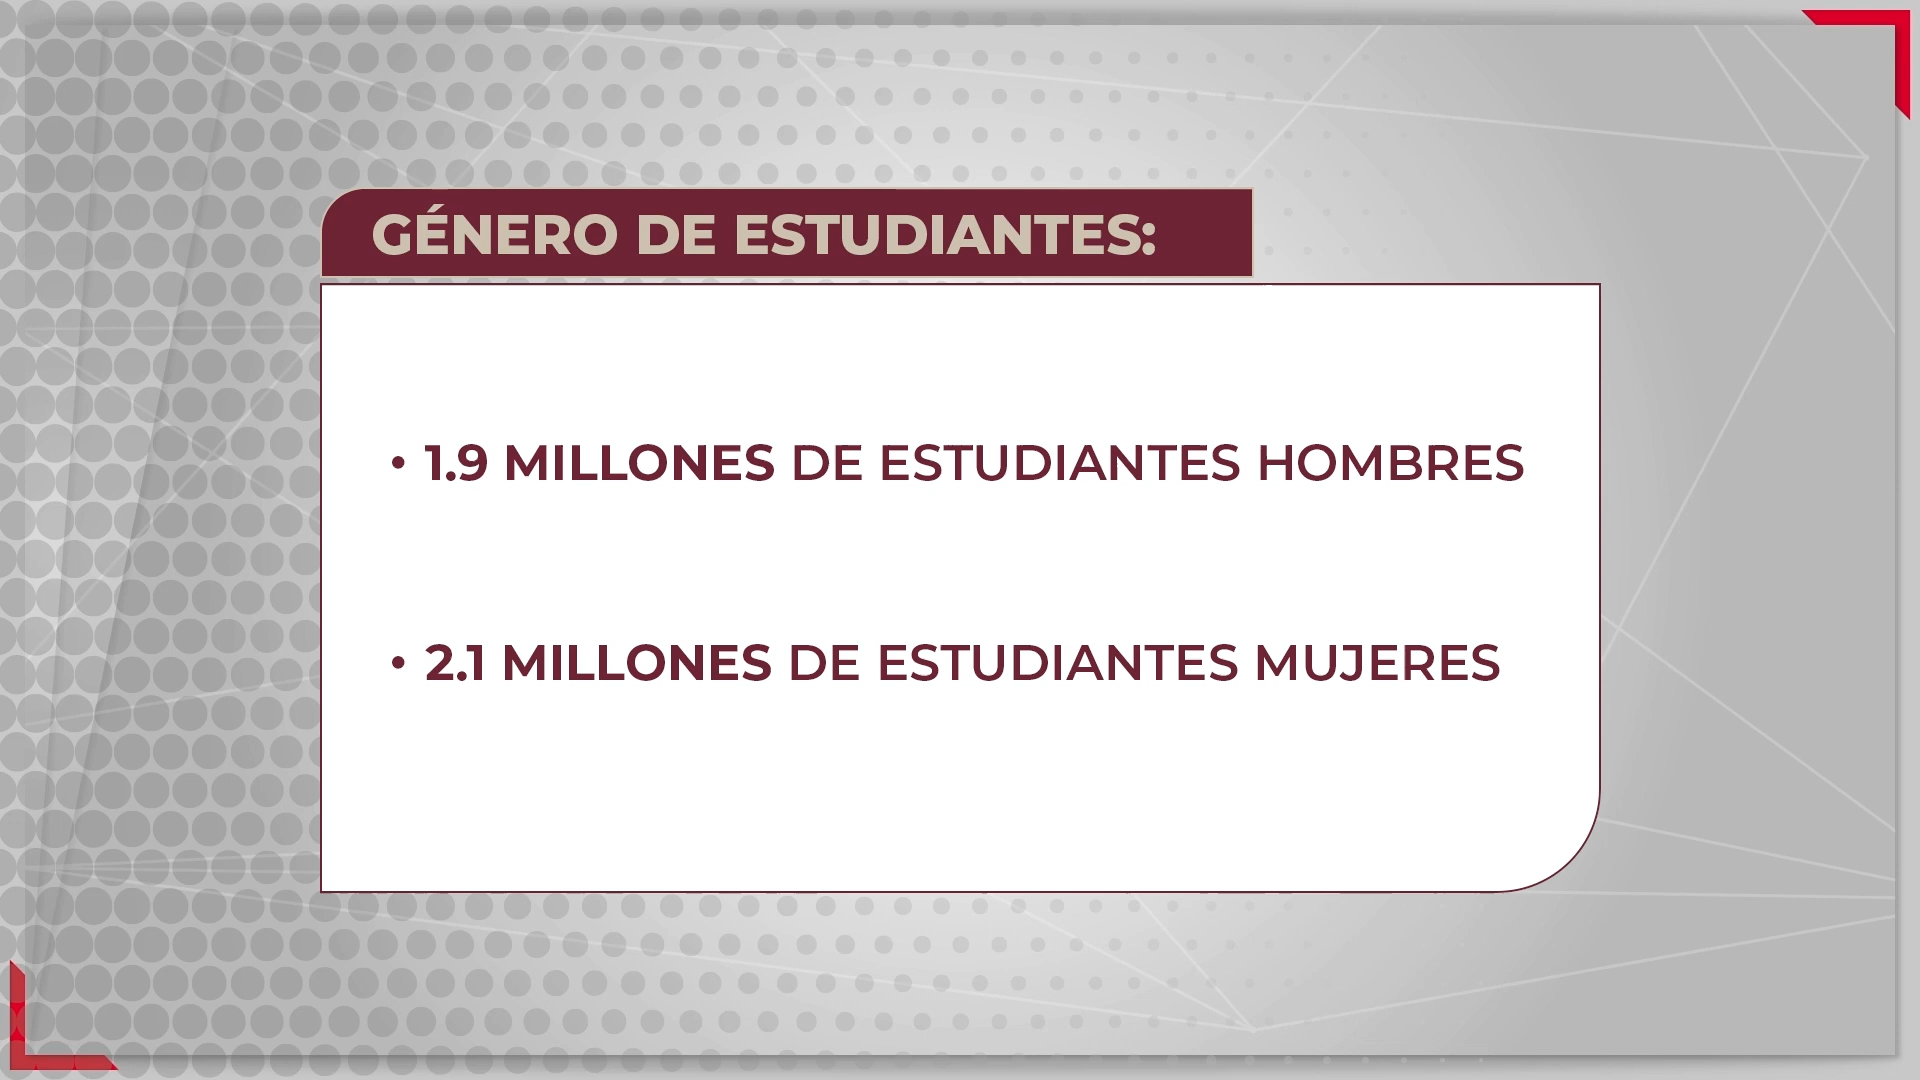 GÉNERO DE ESTUDIANTES:
• 1.9 MILLONES DE ESTUDIANTES HOMBRES
• 2.1 MILLONES DE ESTUDIANTES MUJERES